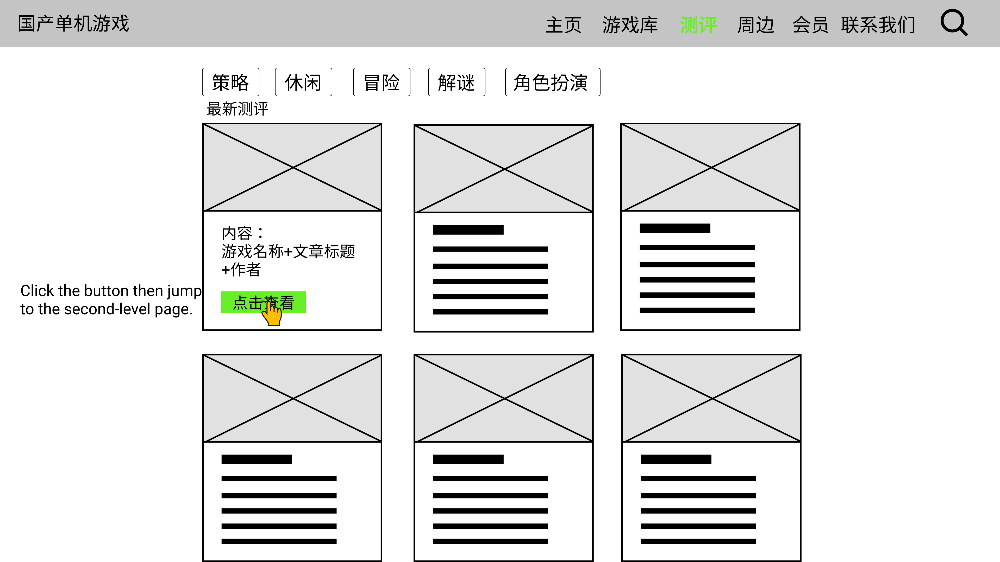 国产单机游戏
主页 游戏库 测评 周边 会员 联系我们
策略 休闲 冒险 解谜 角色扮演
最新测评
内容：
游戏名称+文章标题
+作者
Click the button then jump
to the second-level page.
点击查看